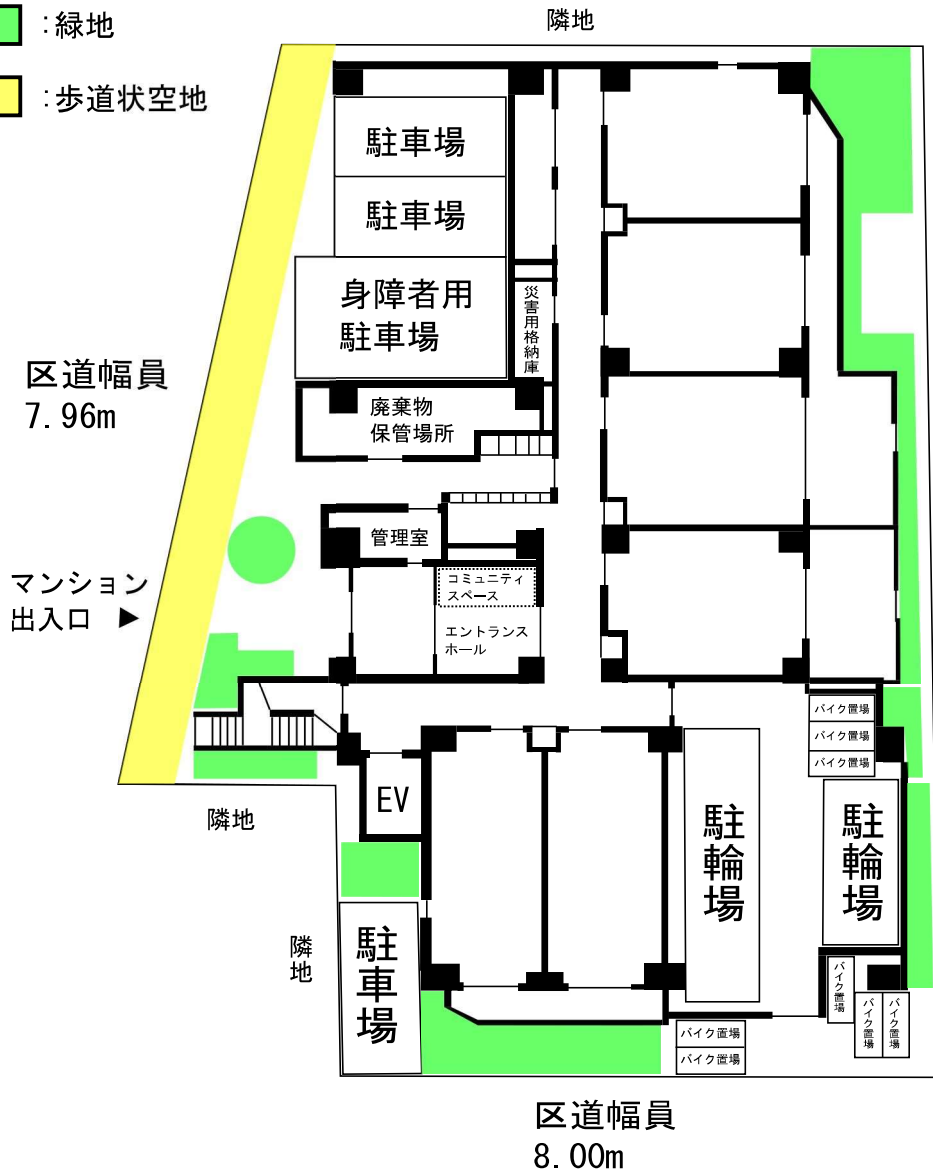 :緑地
隣地
:歩道状空地
駐車場
駐車場
身障者用
駐車場
災害用格納庫
区道幅員
7.96m
廃棄物
保管場所
管理室
マンション
出入口 ▶
コミュニティ
スペース
エントランス
ホール
バイク置場
バイク置場
バイク置場
EV
隣地
駐輪場
駐輪場
隣地
駐車場
バイク置場
バイク置場
バイク置場
バイク置場
バイク置場
区道幅員
8.00m